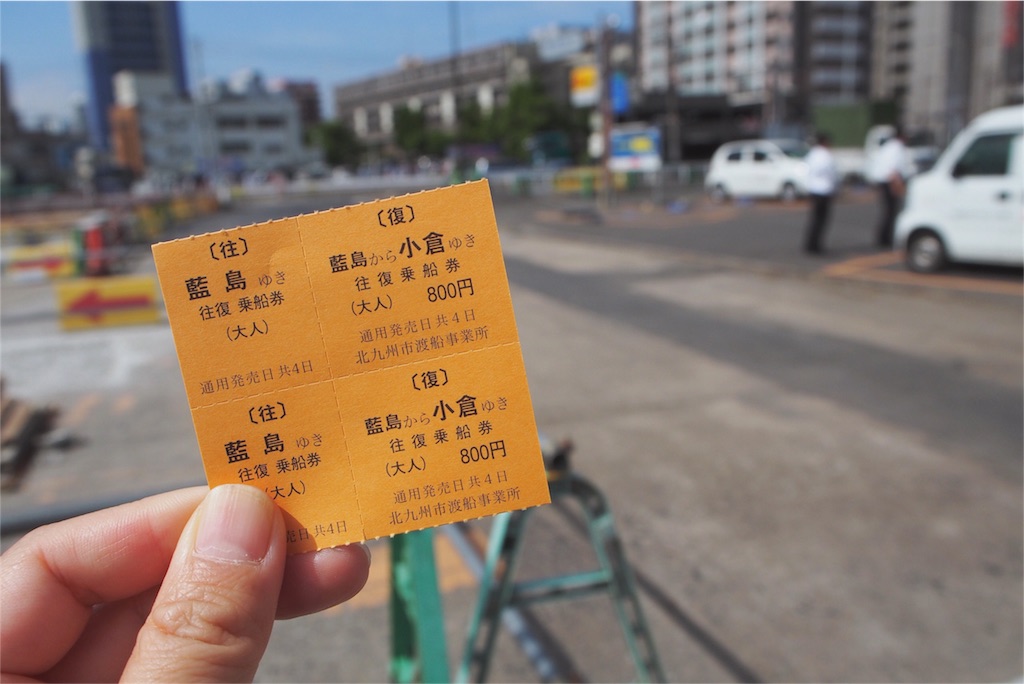 〔往〕
藍島 ゆき
往復 乗船券
(大人)
通用発売日共4日
〔復〕
藍島から小倉ゆき
往復乗船券
(大人) 800円
通用発売日共4日
北九州市渡船事業所
〔往〕
藍島 ゆき
往復 乗船券
大人)
売日共4日
〔復〕
藍島から小倉ゆき
往復乗船券
(大人) 800円
通用発売日共4日
北九州市渡船事業所